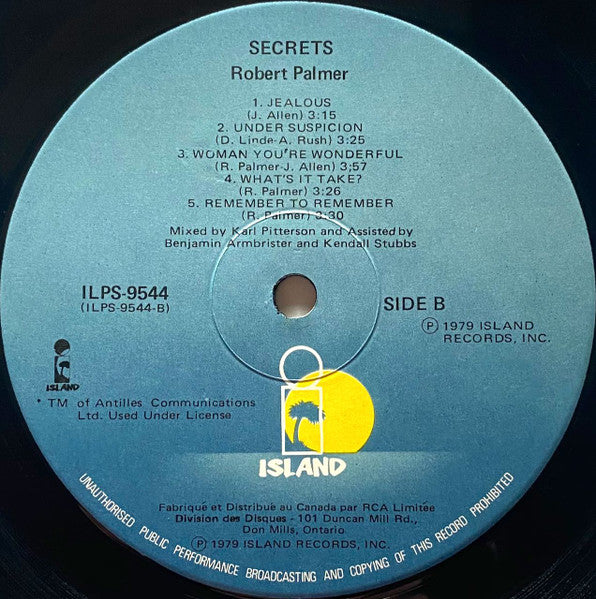 SECRETS
Robert Palmer
1. JEALOUS
(J. Allen) 3:15
2. UNDER SUSPICION
(D. Linde-A. Rush) 3:25
3. WOMAN YOU'RE WONDERFUL
(R. Palmer-J. Allen) 3;57
4. WHAT'S IT TAKE?
(R. Palmer) 3:26
5. REMEMBER TO REMEMBER
(R. Palmer) 3:30
Mixed by Karl Pitterson and Assisted by
Benjamin Armbrister and Kendall Stubbs
ILPS-9544
(ILPS-9544-B)
SIDE B
℗ 1979 ISLAND
RECORDS, INC.
ISLAND
* TM of Antilles Communications
Ltd. Used Under License
ISLAND
Fabriqué et Distribué au Canada par RCA Limitée
Division des Disques - 101 Duncan Mill Rd.,
Don Mills, Ontario.
℗ 1979 ISLAND RECORDS, INC.
UNAUTHORISED PUBLIC PERFORMANCE BROADCASTING AND COPYING OF THIS RECORD PROHIBITED